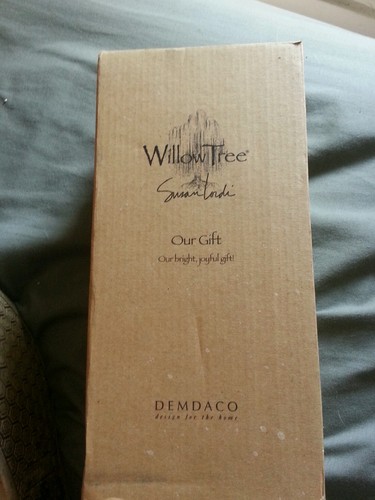 Willow Tree®
Susan Lordi
Our Gift
Our bright, joyful gift!
DEMDACO
design for the home